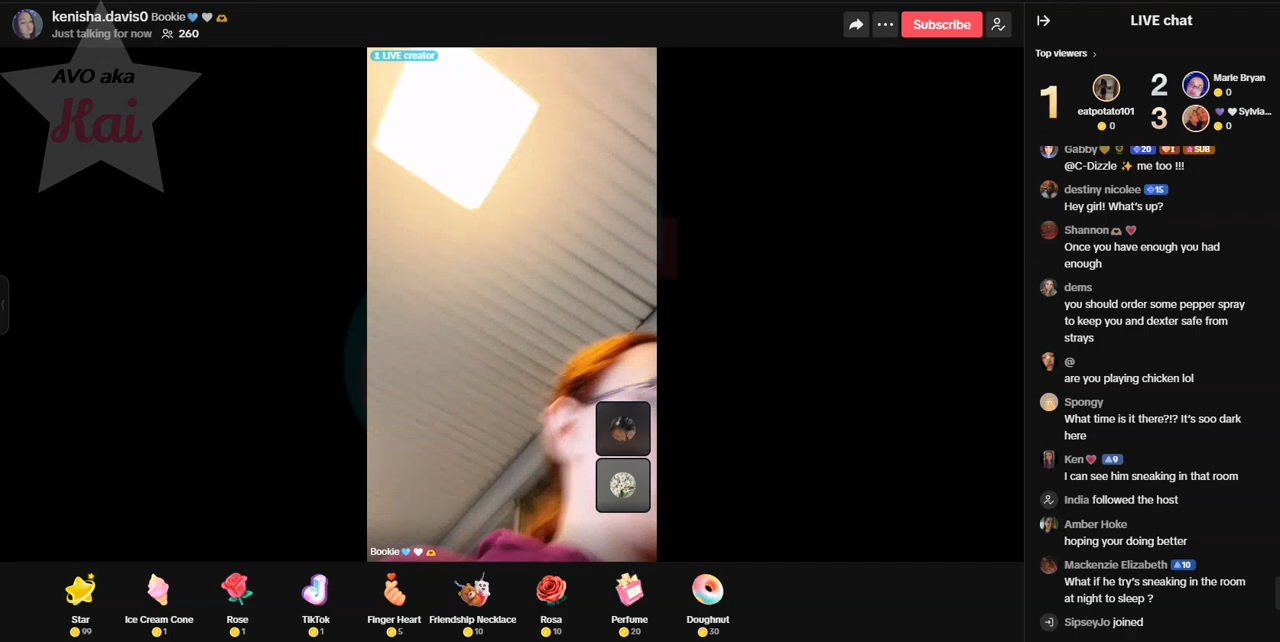 kenisha.davis0 Bookie🩵🤍🫶
Just talking for now 260
Subscribe
AVO aka
Kai
LIVE creator
Bookie🩵🤍🫶
Star
99
Ice Cream Cone
1
Rose
1
TikTok
1
Finger Heart
5
Friendship Necklace
10
Rosa
10
Perfume
20
Doughnut
30
LIVE chat
Top viewers
1
eatpotato101
0
2
Marie Bryan
0
3
💜🤍Sylvia...
0
Gabby 20 I SUB
@C-Dizzle ✨ me too !!!
destiny nicolee 15
Hey girl! What's up?
Shannon🫶🏽💗
Once you have enough you had
enough
dems
you should order some pepper spray
to keep you and dexter safe from
strays
@
are you playing chicken lol
Spongy
What time is it there?!? It's soo dark
here
Ken💗 9
I can see him sneaking in that room
India followed the host
Amber Hoke
hoping your doing better
Mackenzie Elizabeth 10
What if he try's sneaking in the room
at night to sleep ?
SipseyJo joined